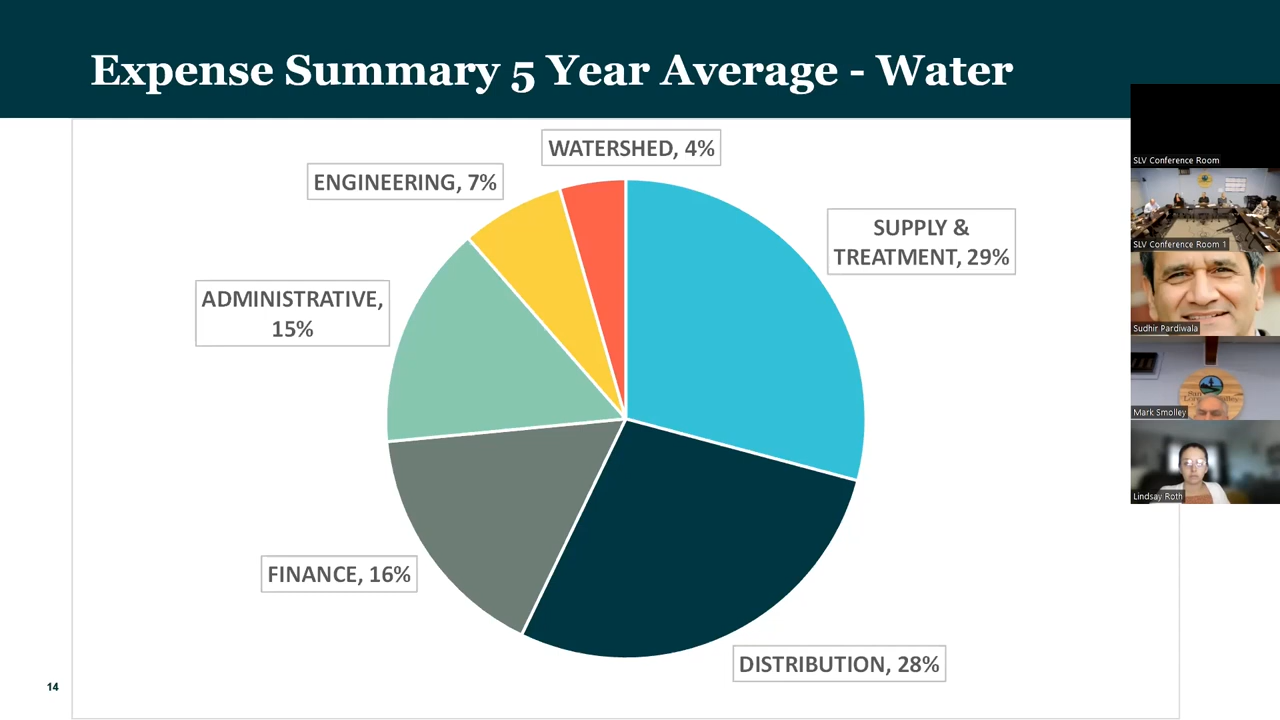 Expense Summary 5 Year Average - Water
WATERSHED, 4%
ENGINEERING, 7%
SUPPLY &
TREATMENT, 29%
ADMINISTRATIVE,
15%
FINANCE, 16%
DISTRIBUTION, 28%
14
SLV Conference Room
SLV Conference Room 1
Sudhir Pardiwala
Mark Smolley
Lindsay Roth